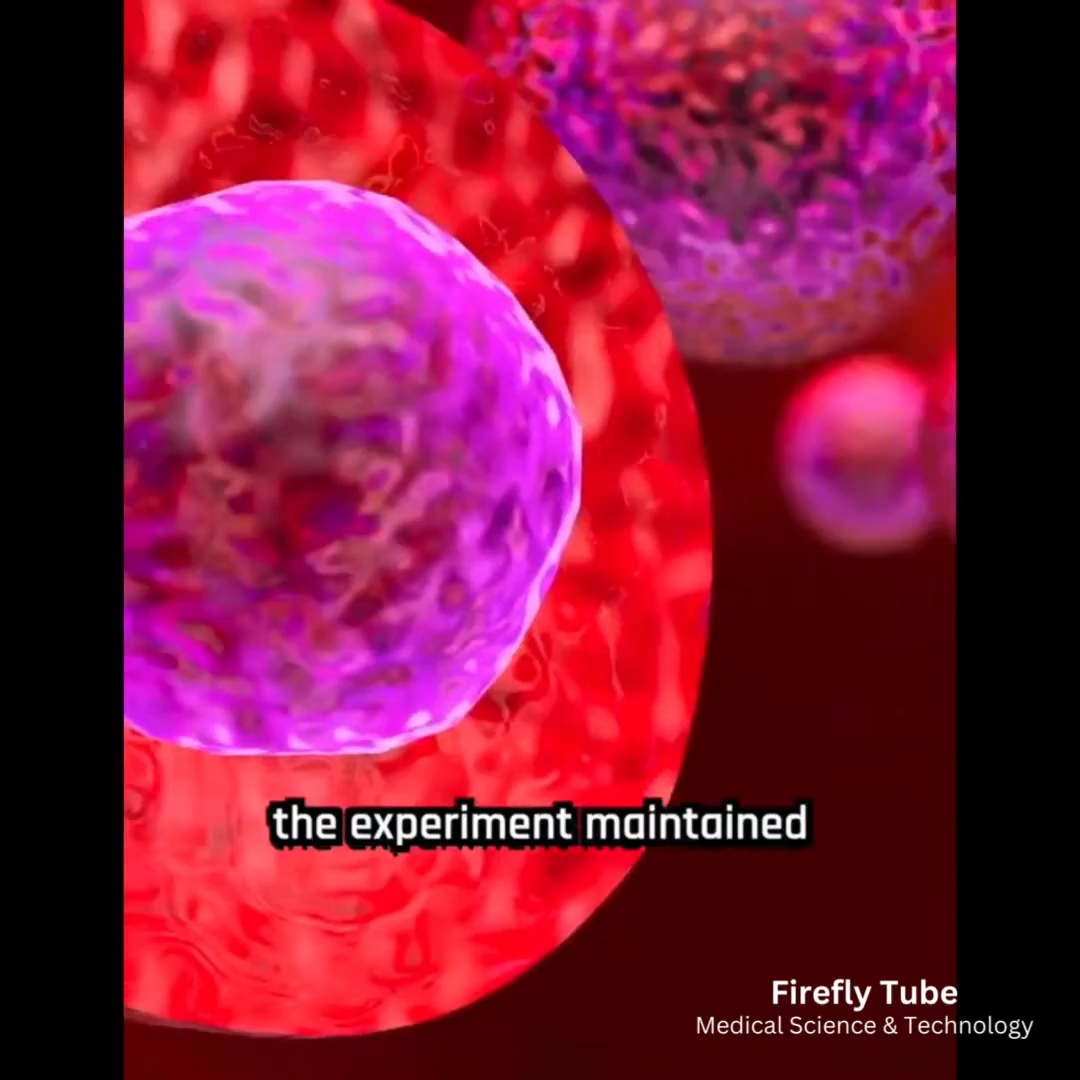 the experiment maintained
Firefly Tube
Medical Science & Technology